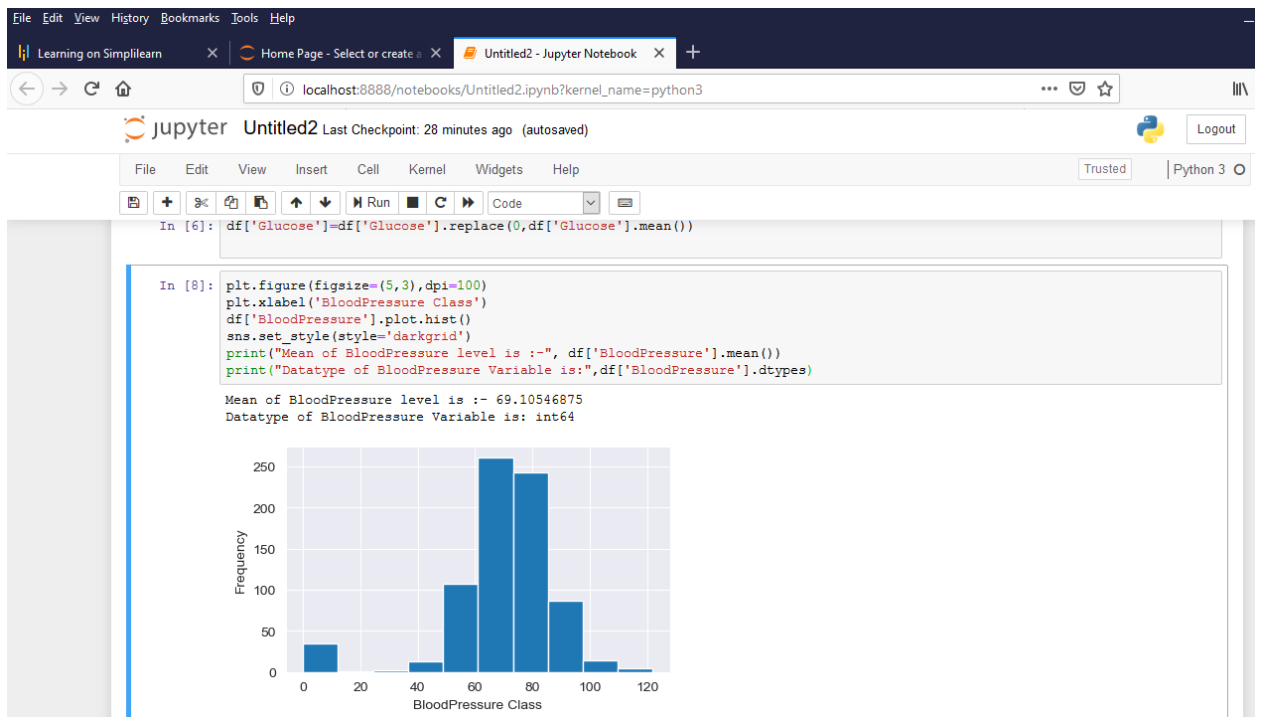 File Edit View History Bookmarks Tools Help
Learning on Simplilearn
Home Page - Select or create a
Untitled2 - Jupyter Notebook
localhost:8888/notebooks/Untitled2.ipynb?kernel_name=python3
jupyter Untitled2 Last Checkpoint: 28 minutes ago (autosaved)
Logout
File Edit View Insert Cell Kernel Widgets Help
Trusted
Python 3
Run
Code
In [6]: df['Glucose']=df['Glucose'].replace(0,df['Glucose'].mean())
In [8]: plt.figure(figsize=(5,3),dpi=100)
plt.xlabel('BloodPressure Class')
df['BloodPressure'].plot.hist()
sns.set_style(style='darkgrid')
print("Mean of BloodPressure level is :-", df['BloodPressure'].mean())
print("Datatype of BloodPressure Variable is:",df['BloodPressure'].dtypes)
Mean of BloodPressure level is :- 69.10546875
Datatype of BloodPressure Variable is: int64
250
200
150
100
50
0
Frequency
0 20 40 60 80 100 120
BloodPressure Class